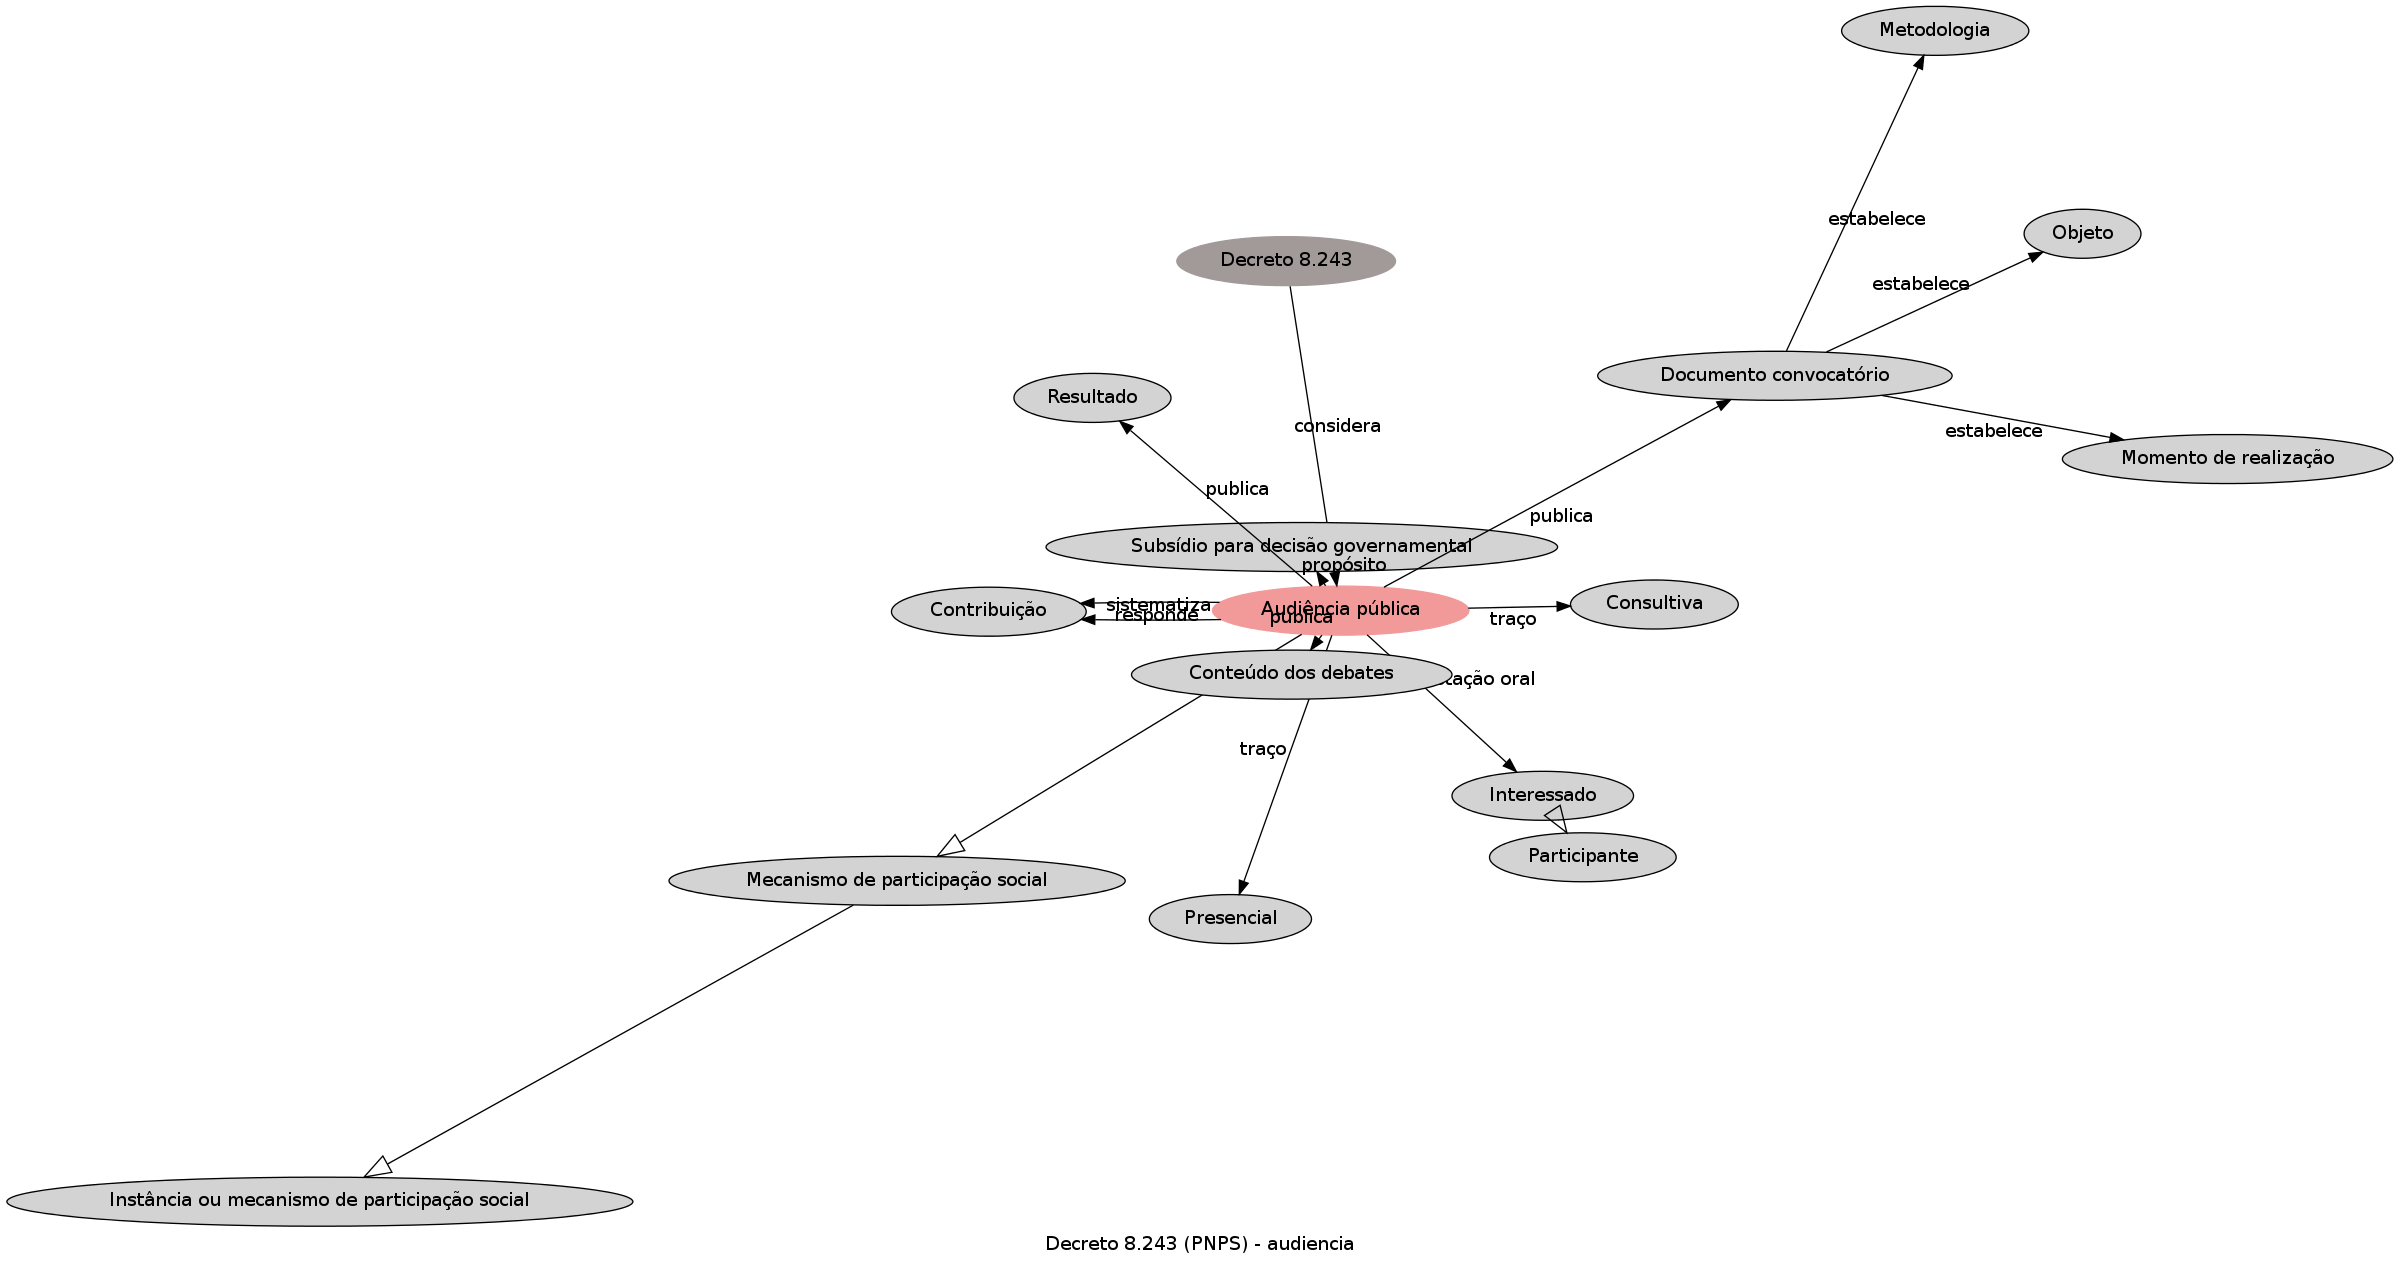 Metodologia
estabelece
Objeto
Decreto 8.243
estabelece
Documento convocatório
Resultado
considera
estabelece
Momento de realização
publica
publica
Subsídio para decisão governamental
propósito
Consultiva
sistematiza
Contribuição
Audiência pública
responde
publica
traço
Conteúdo dos debates
oral
traço
Interessado
Participante
Mecanismo de participação social
Presencial
Instância ou mecanismo de participação social
Decreto 8.243 (PNPS) - audiencia